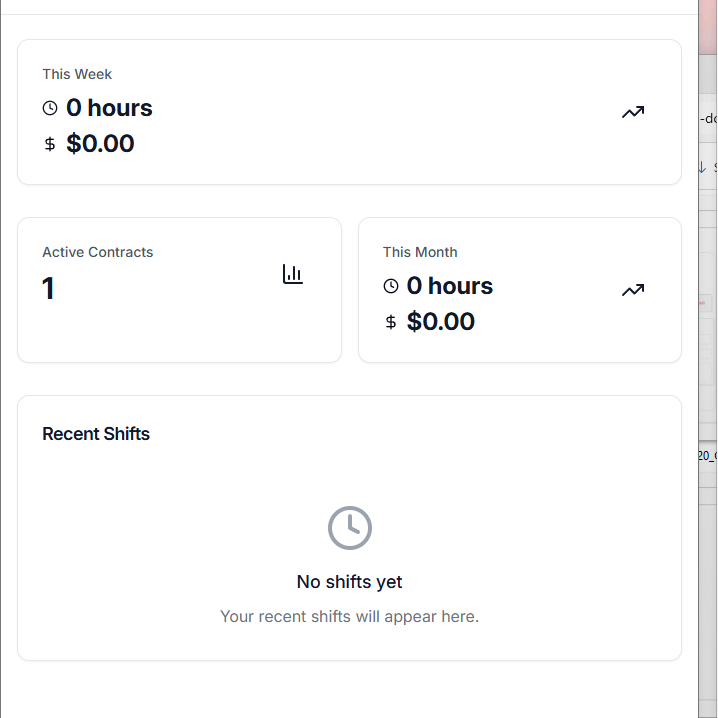 This Week
0 hours
$ $0.00
Active Contracts
1
This Month
0 hours
$ $0.00
Recent Shifts
No shifts yet
Your recent shifts will appear here.
20_